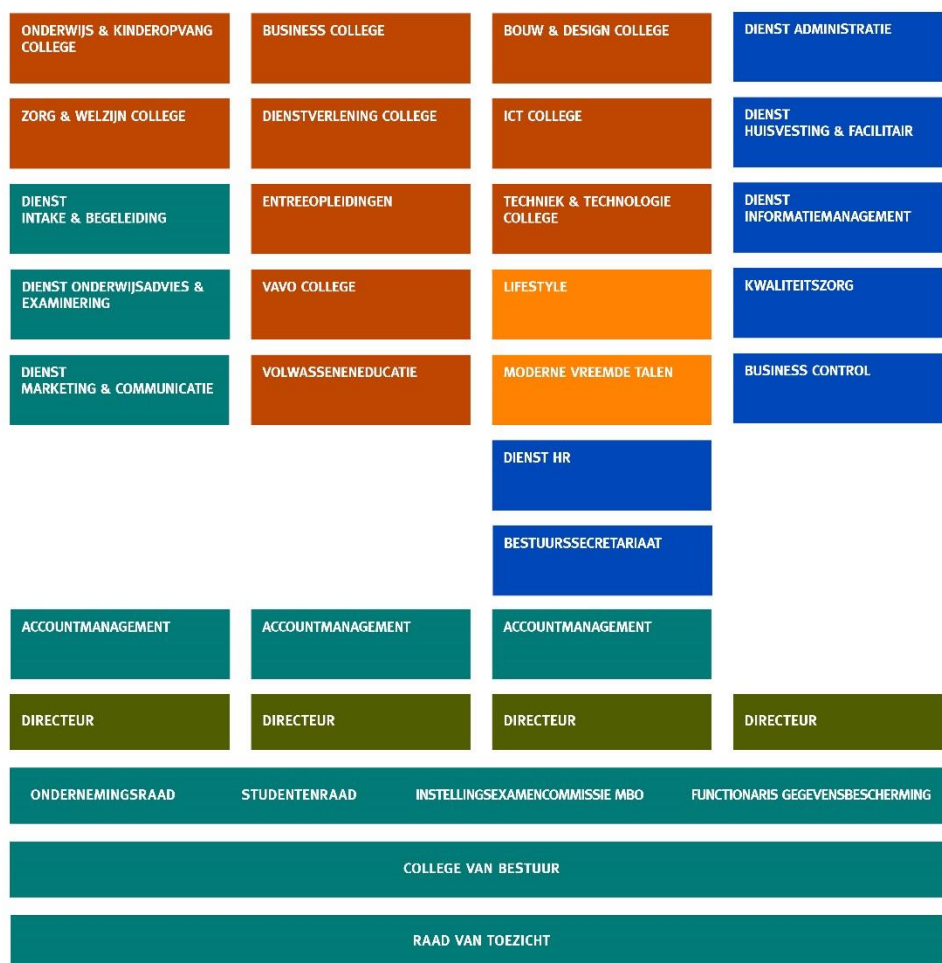 ONDERWIJS & KINDEROPVANG
COLLEGE
BUSINESS COLLEGE
BOUW & DESIGN COLLEGE
DIENST ADMINISTRATIE
ZORG & WELZIJN COLLEGE
DIENSTVERLENING COLLEGE
ICT COLLEGE
DIENST
HUISVESTING & FACILITAIR
DIENST
INTAKE & BEGELEIDING
ENTREEOPLEIDINGEN
TECHNIEK & TECHNOLOGIE
COLLEGE
DIENST
INFORMATIEMANAGEMENT
DIENST ONDERWIJSADVIES &
EXAMINERING
VAVO COLLEGE
LIFESTYLE
KWALITEITSZORG
DIENST
MARKETING & COMMUNICATIE
VOLWASSENENEDUCATIE
MODERNE VREEMDE TALEN
BUSINESS CONTROL
DIENST HR
BESTUURSSECRETARIAAT
ACCOUNTMANAGEMENT
ACCOUNTMANAGEMENT
ACCOUNTMANAGEMENT
DIRECTEUR
DIRECTEUR
DIRECTEUR
DIRECTEUR
ONDERNEMINGSRAAD
STUDENTENRAAD
INSTELLINGSEXAMENCOMMISSIE MBO
FUNCTIONARIS GEGEVENSBESCHERMING
COLLEGE VAN BESTUUR
RAAD VAN TOEZICHT